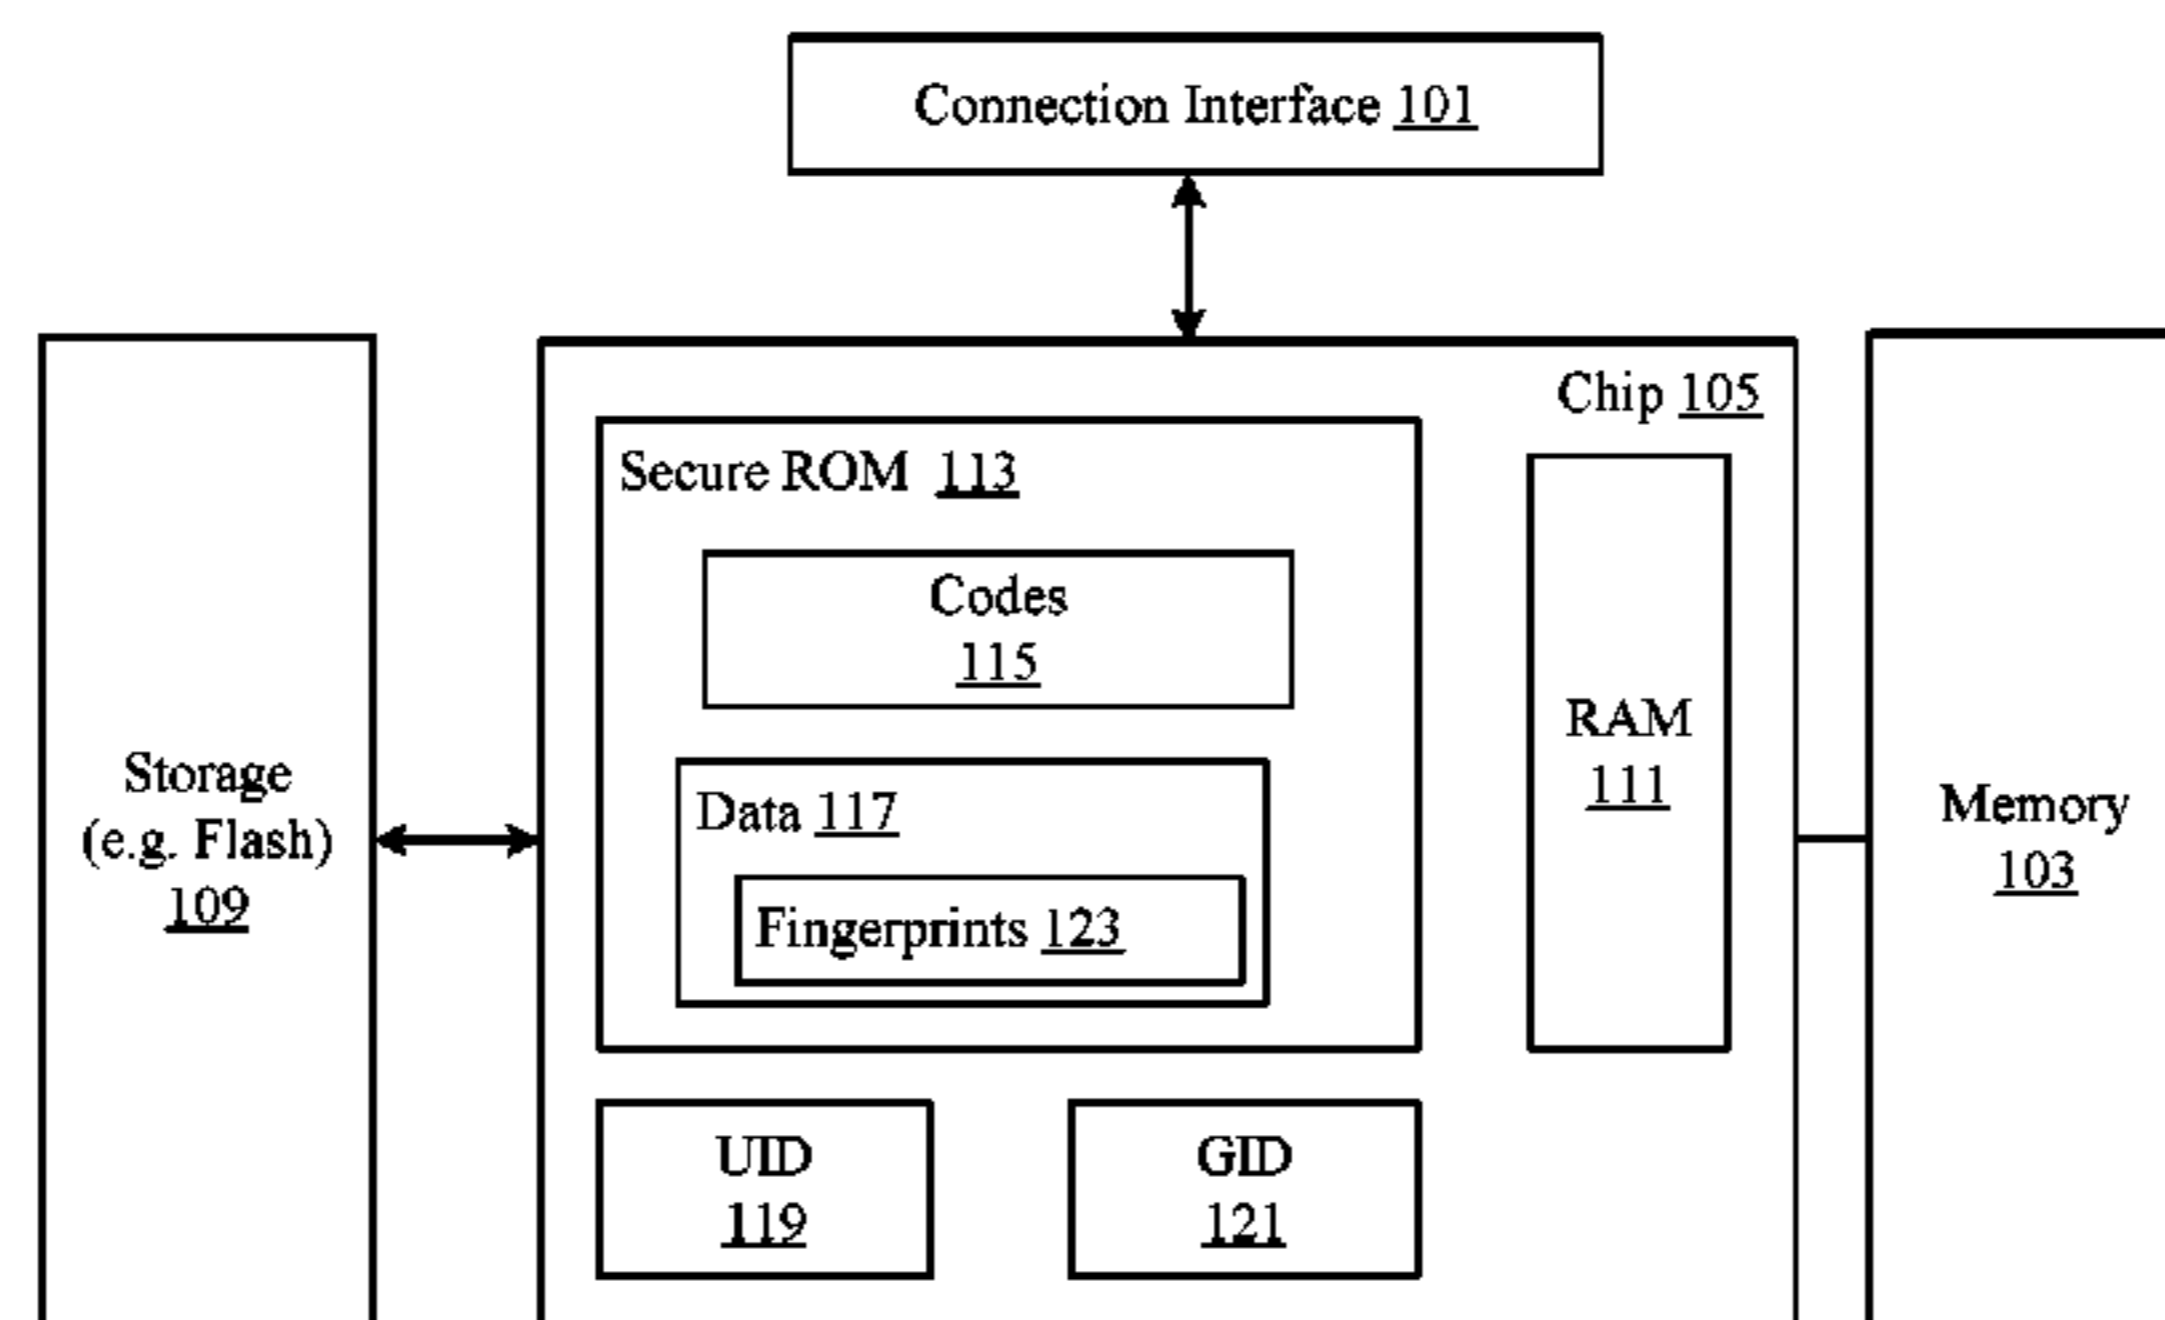 Connection Interface 101
Chip 105
Secure ROM 113
Codes
115
RAM
111
Data 117
Fingerprints 123
Storage
(e.g. Flash)
109
Memory
103
UID
119
GID
121